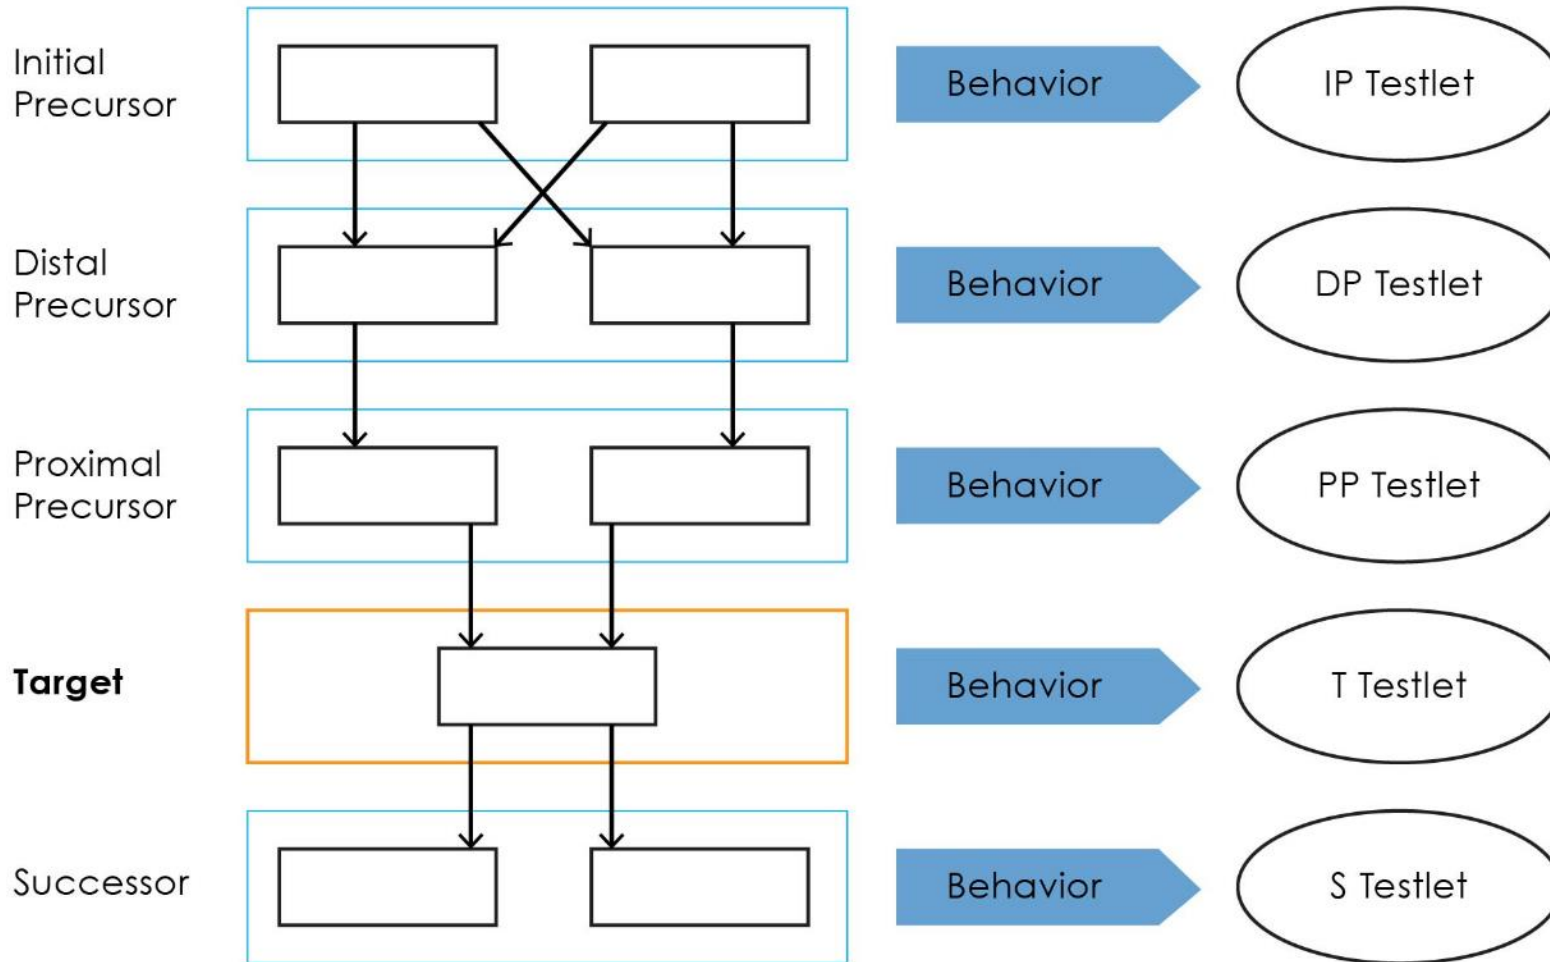 Initial
Precursor
Behavior
IP Testlet
Distal
Precursor
Behavior
DP Testlet
Proximal
Precursor
Behavior
PP Testlet
Target
Behavior
T Testlet
Successor
Behavior
S Testlet